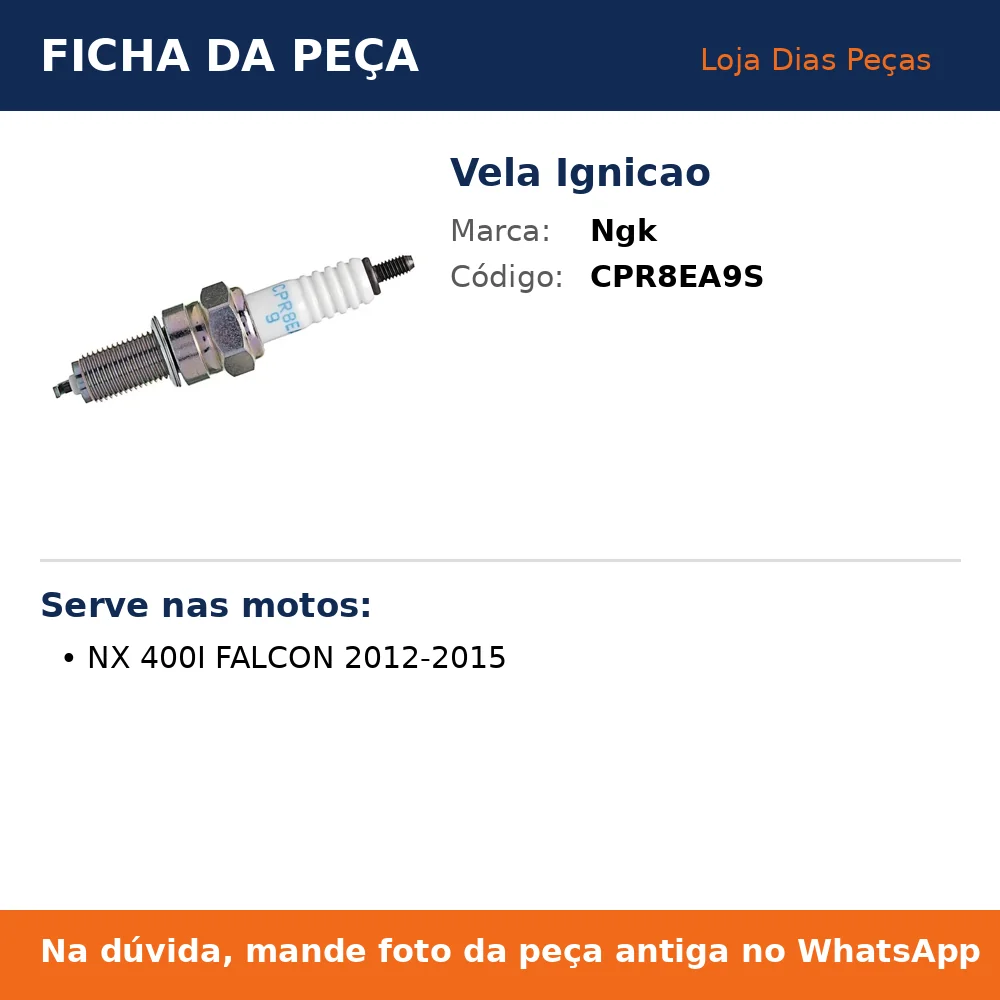 FICHA DA PEÇA
Loja Dias Peças
Vela Ignicao
Marca: Ngk
Código: CPR8EA9S
CPR8E
9
Serve nas motos:
• NX 400I FALCON 2012-2015
Na dúvida, mande foto da peça antiga no WhatsApp